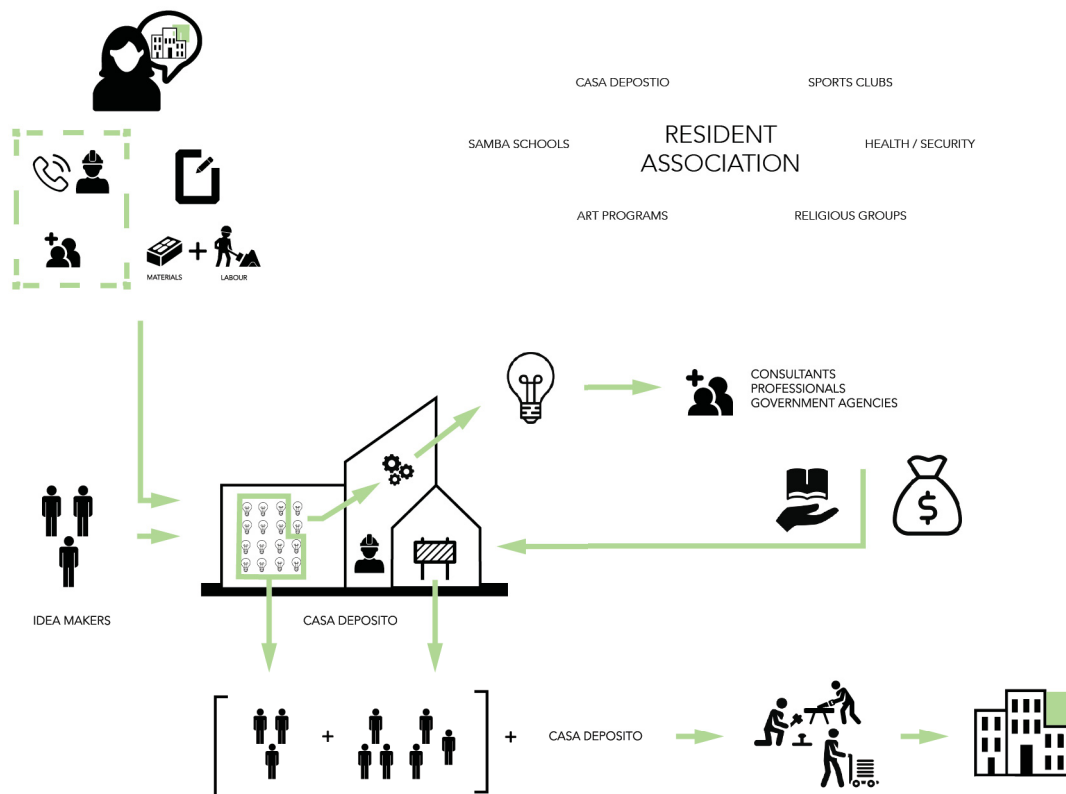 CASA DEPOSTIO
SPORTS CLUBS
SAMBA SCHOOLS
RESIDENT
ASSOCIATION
HEALTH / SECURITY
ART PROGRAMS
RELIGIOUS GROUPS
MATERIALS
LABOUR
CONSULTANTS
PROFESSIONALS
GOVERNMENT AGENCIES
$
IDEA MAKERS
CASA DEPOSITO
+
+
CASA DEPOSITO